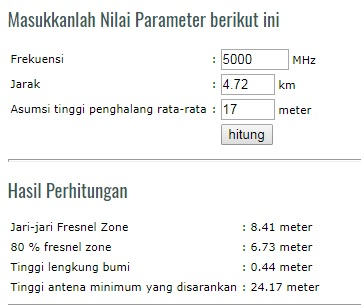 Masukkanlah Nilai Parameter berikut ini
Frekuensi : 5000 MHz
Jarak : 4.72 km
Asumsi tinggi penghalang rata-rata : 17 meter
hitung
Hasil Perhitungan
Jari-jari Fresnel Zone : 8.41 meter
80 % fresnel zone : 6.73 meter
Tinggi lengkung bumi : 0.44 meter
Tinggi antena minimum yang disarankan : 24.17 meter